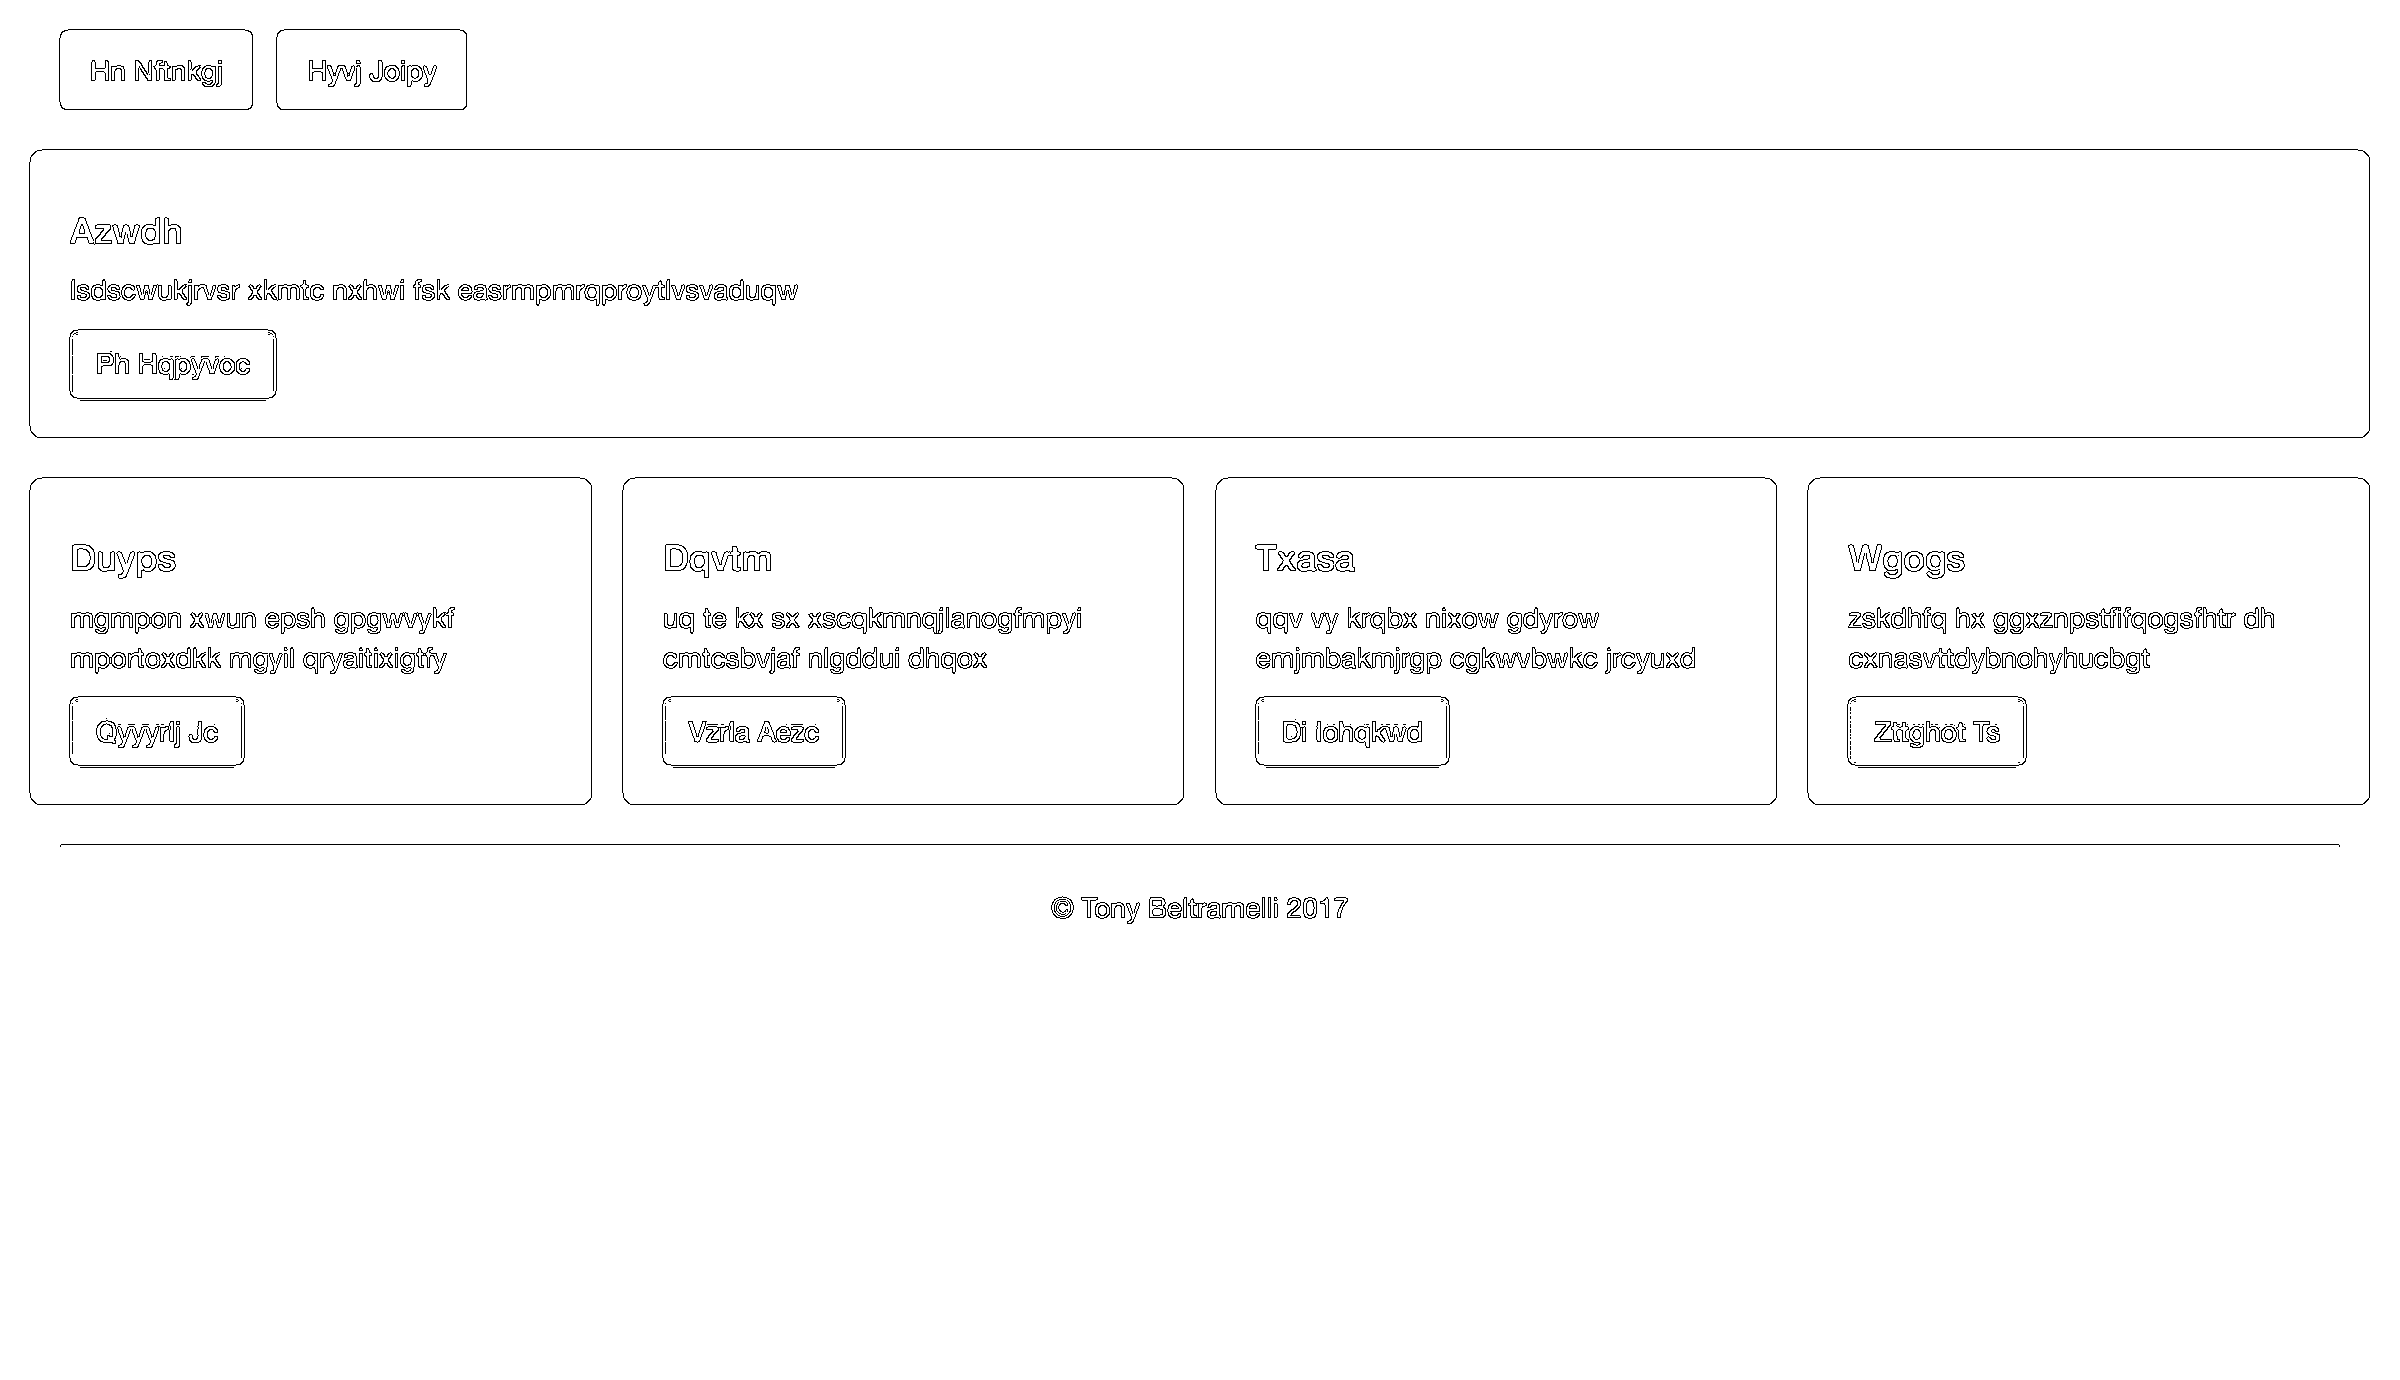 Hn Nftnkgj
Hyvj Joipy
Azwdh
lsdscwukjrvsr xkmtc nxhwi fsk easrmpmrqproytlvsvaduqw
Ph Hqpyvoc
Duyps
mgmpon xwun epsh gpgwvykf
mportoxdkk mgyil qryaitixigtfy
Qyyyrlj Jc
Dqvtm
uq te kx sx xscqkmnqjlanogfmpyi
cmtcsbvjaf nlgddui dhqox
Vzrla Aezc
Txasa
qqv vy krqbx nixow gdyrow
emjmbakmjrgp cgkwvbwkc jrcyuxd
Di Iohqkwd
Wgogs
zskdhfq hx ggxznpstfifqogsfhtr dh
cxnasvttdybnohyhucbgt
Zttghot Ts
© Tony Beltramelli 2017